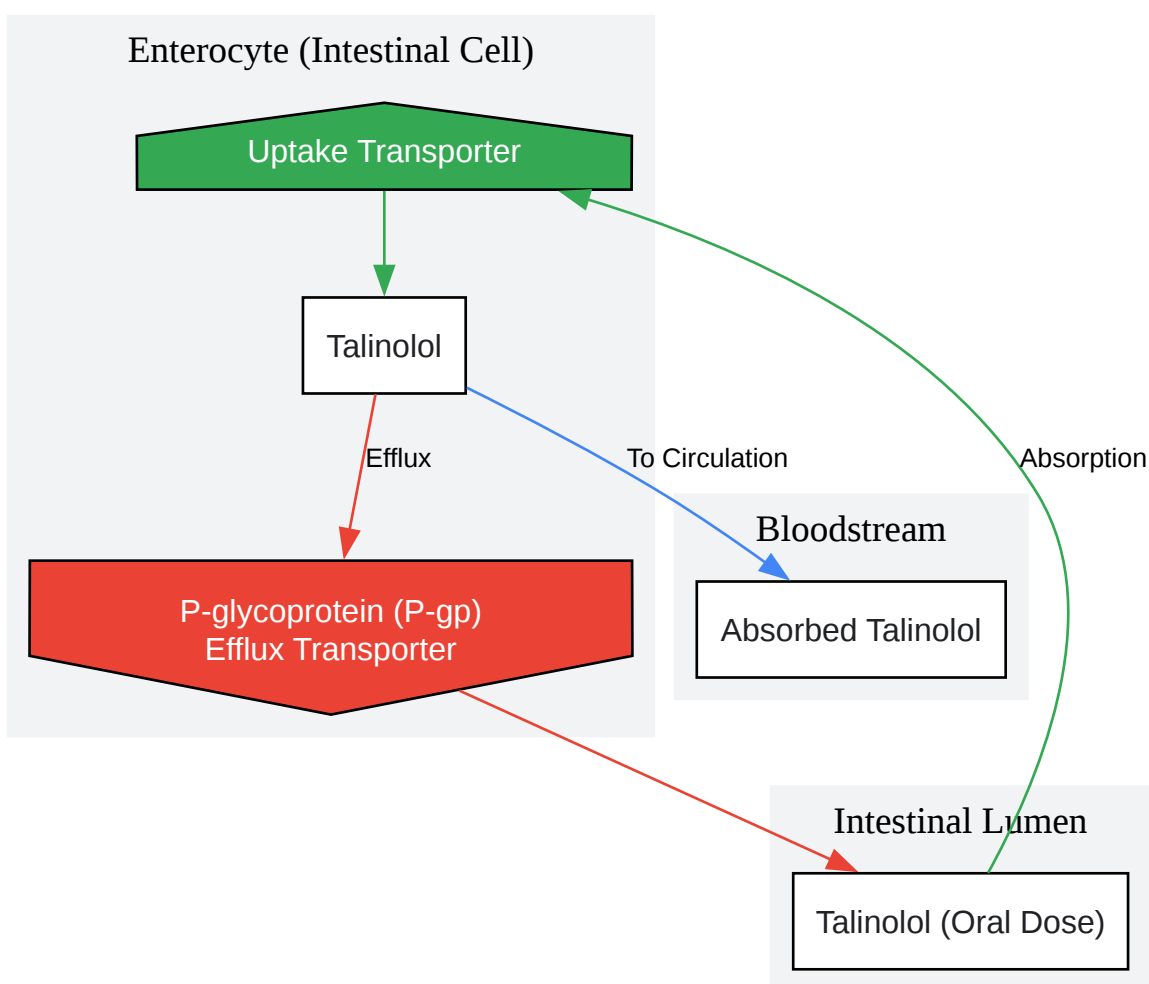 Enterocyte (Intestinal Cell)
Uptake Transporter
Talinolol
Efflux
To Circulation
Absorption
Bloodstream
P-glycoprotein (P-gp)
Efflux Transporter
Absorbed Talinolol
Intestinal Lumen
Talinolol (Oral Dose)